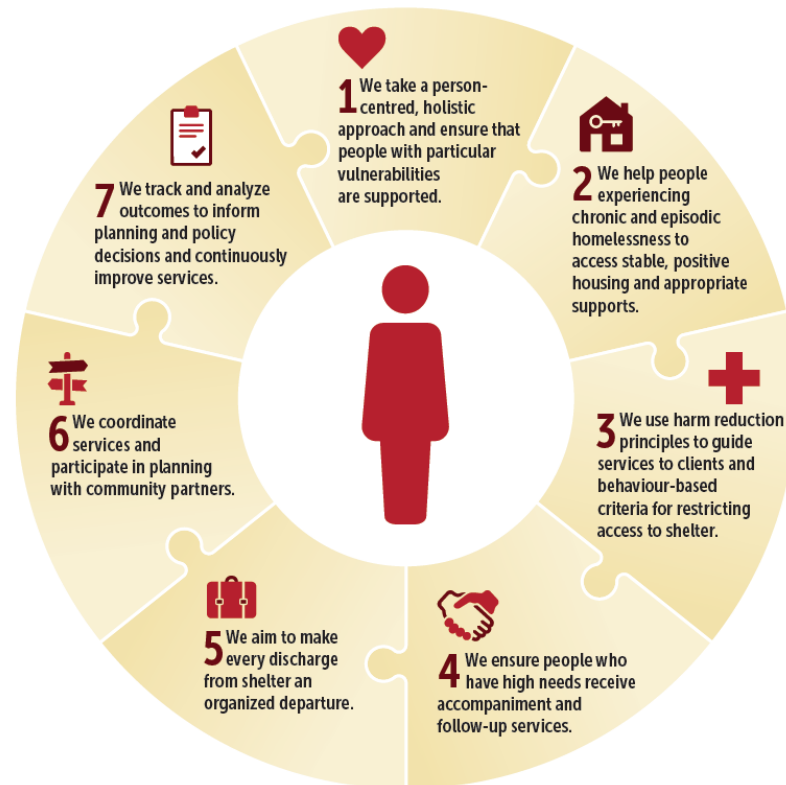 1 We take a person-
centred, holistic
approach and ensure that
people with particular
vulnerabilities
are supported.
2 We help people
experiencing
chronic and episodic
homelessness to
access stable, positive
housing and appropriate
supports.
3 We use harm reduction
principles to guide
services to clients and
behaviour-based
criteria for restricting
access to shelter.
4 We ensure people who
have high needs receive
accompaniment and
follow-up services.
5 We aim to make
every discharge
from shelter an
organized departure.
6 We coordinate
services and
participate in planning
with community partners.
7 We track and analyze
outcomes to inform
planning and policy
decisions and continuously
improve services.